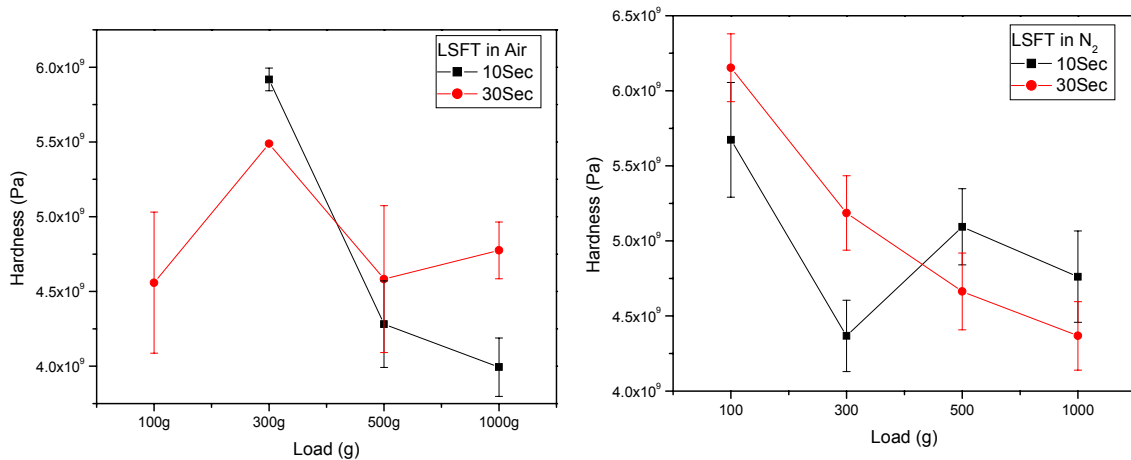 LSFT in Air
10Sec
30Sec
6.0x10⁹
5.5x10⁹
5.0x10⁹
4.5x10⁹
4.0x10⁹
Hardness (Pa)
100g
300g
500g
1000g
Load (g)
LSFT in N₂
10Sec
30Sec
6.5x10⁹
6.0x10⁹
5.5x10⁹
5.0x10⁹
4.5x10⁹
4.0x10⁹
Hardness (Pa)
100
300
500
1000
Load (g)